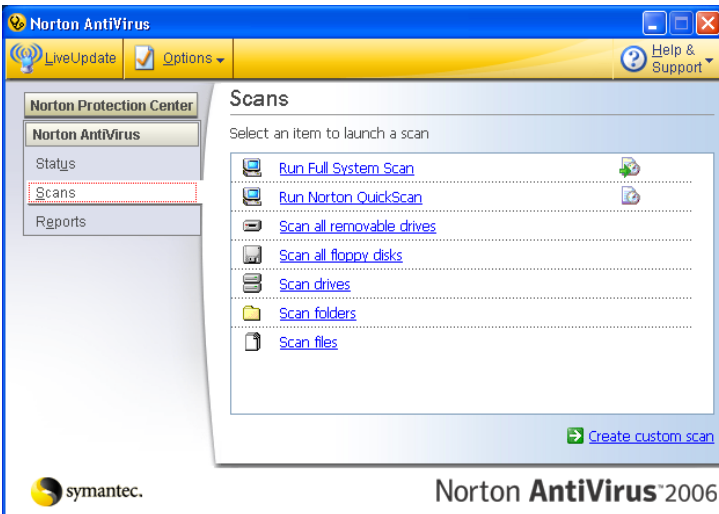 Norton AntiVirus
LiveUpdate
Options
Help &
Support
Norton Protection Center
Norton AntiVirus
Status
Scans
Reports
Scans
Select an item to launch a scan
Run Full System Scan
Run Norton QuickScan
Scan all removable drives
Scan all floppy disks
Scan drives
Scan folders
Scan files
Create custom scan
symantec.
Norton AntiVirus™2006